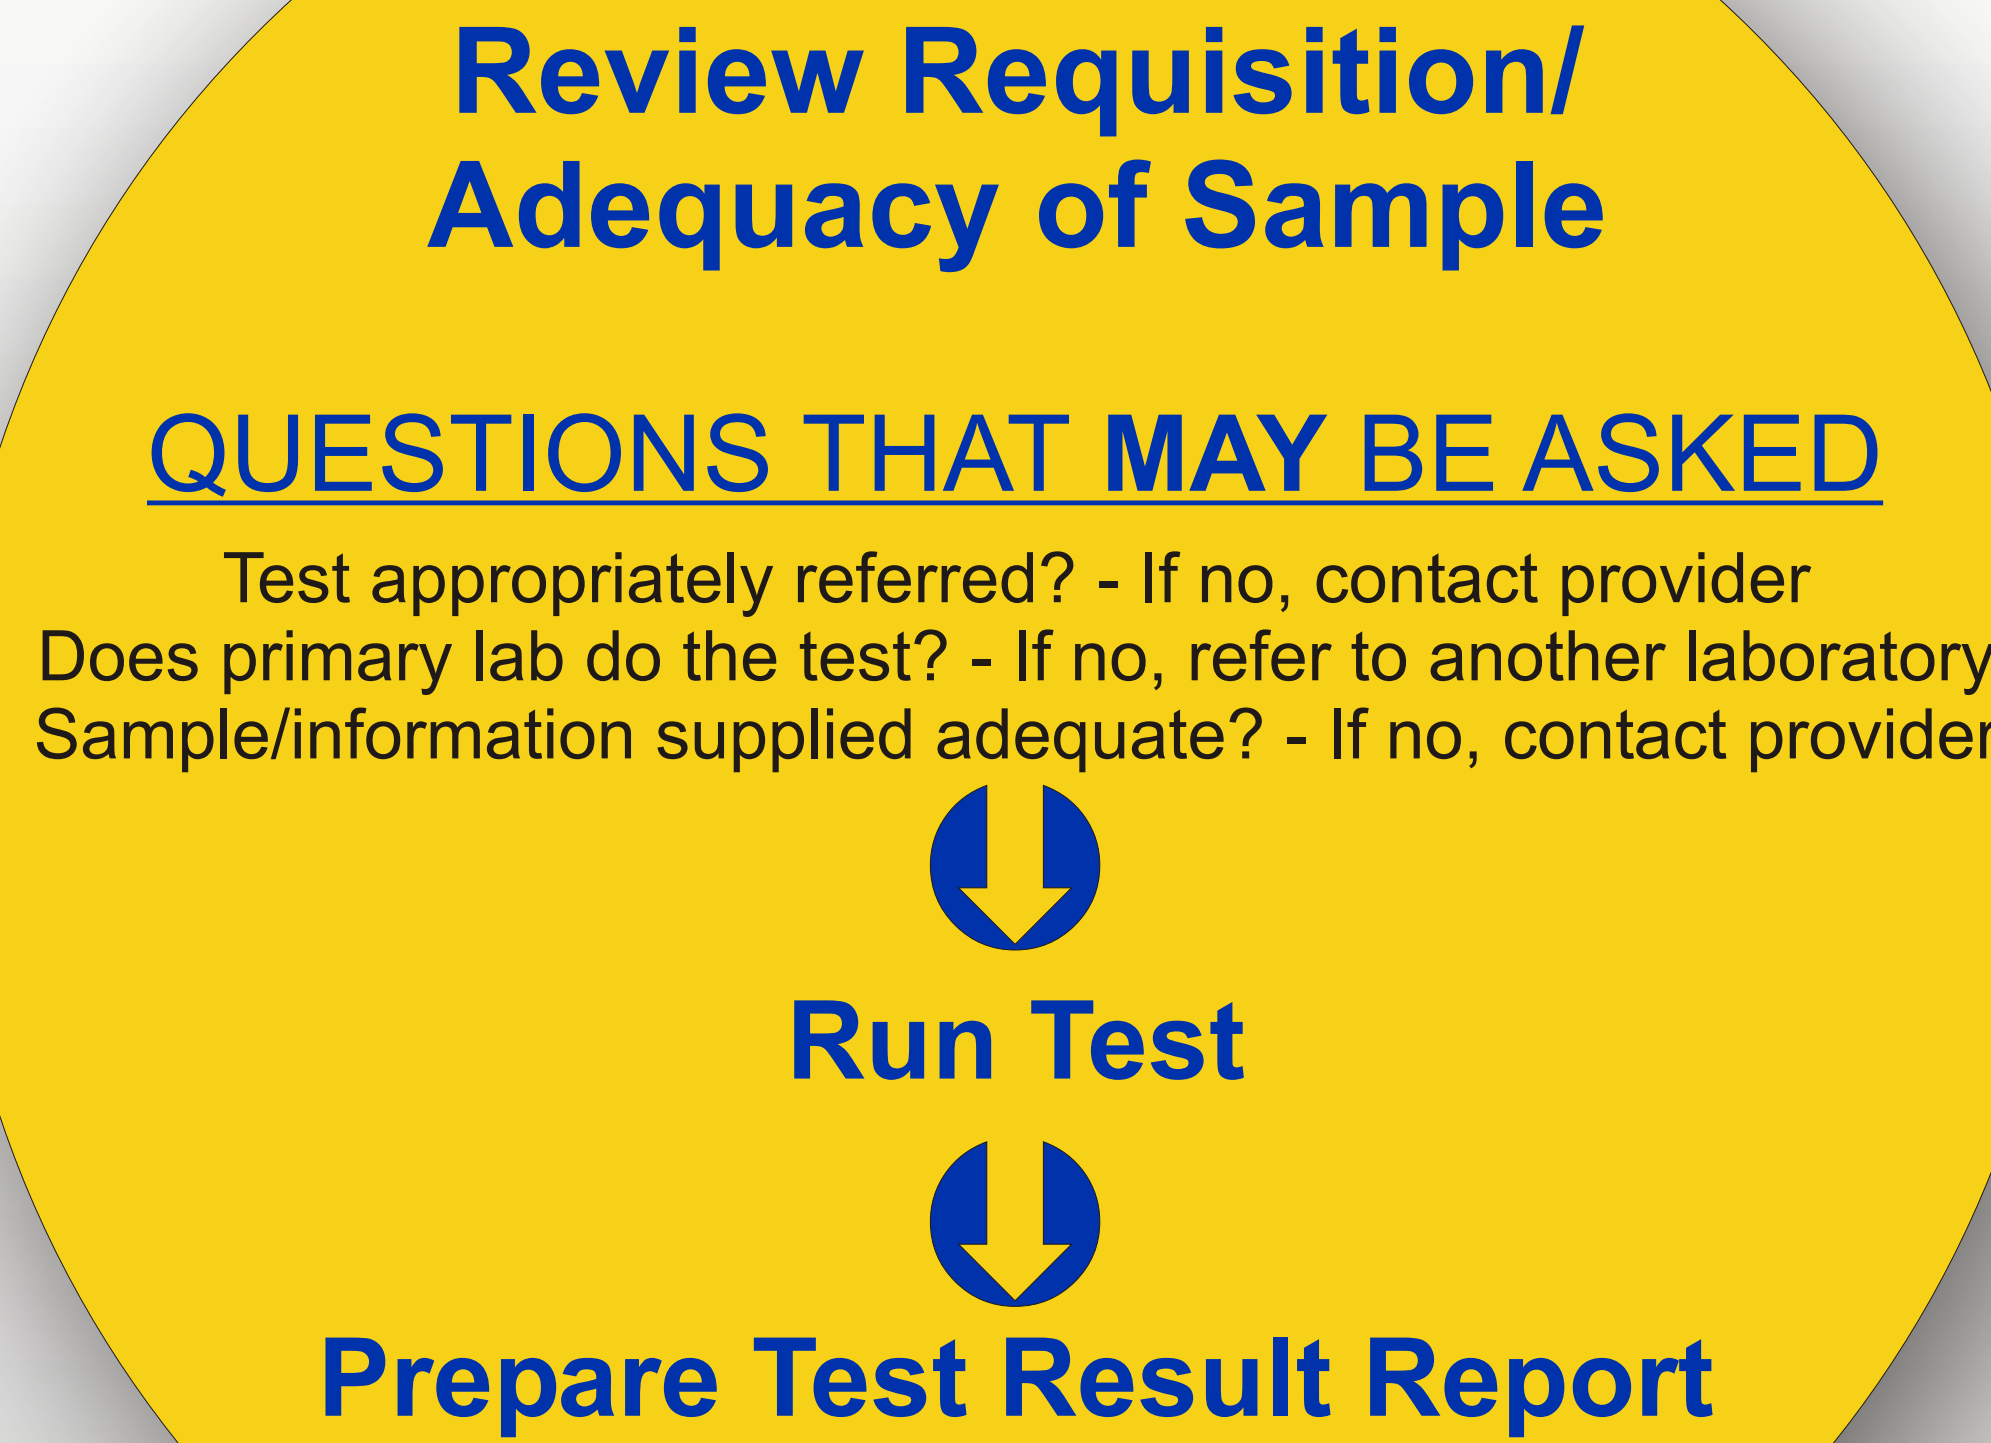 Review Requisition/
Adequacy of Sample
QUESTIONS THAT MAY BE ASKED
Test appropriately referred? - If no, contact provider
Does primary lab do the test? - If no, refer to another laboratory
Sample/information supplied adequate? - If no, contact provider
Run Test
Prepare Test Result Report